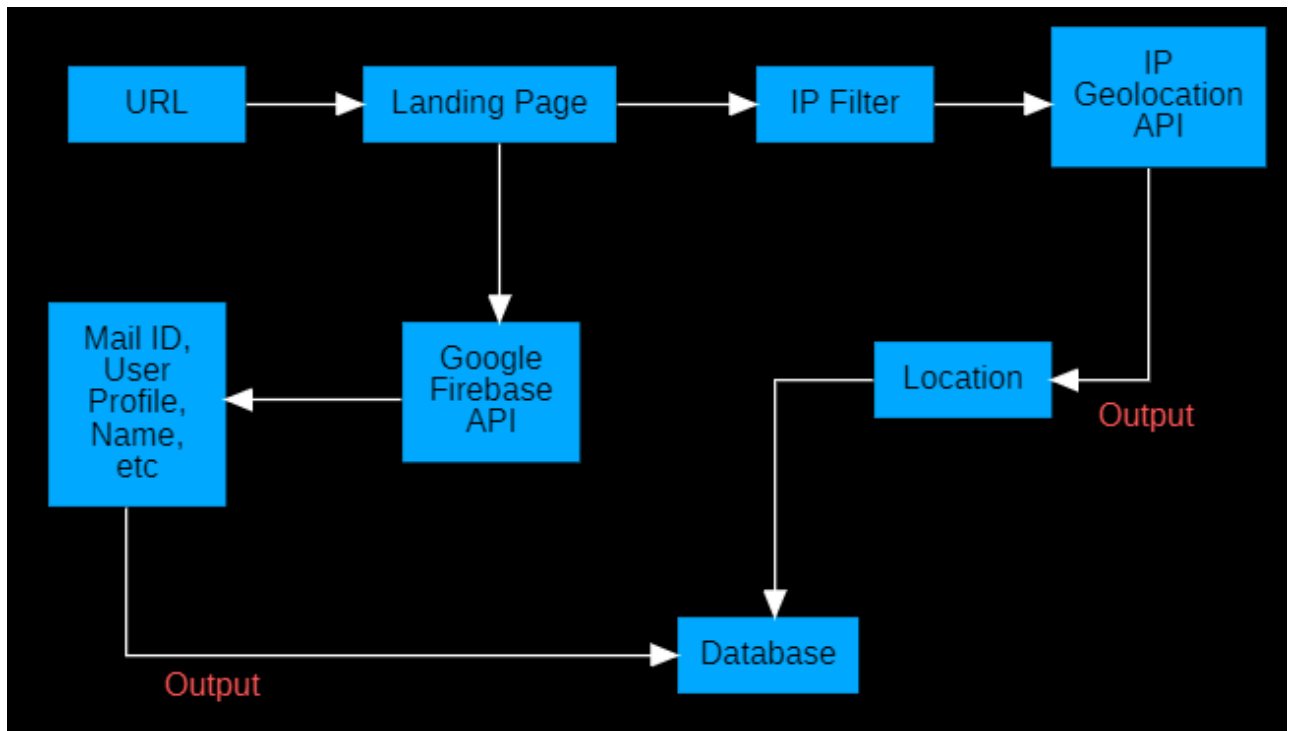 URL
Landing Page
IP Filter
IP
Geolocation
API
Mail ID,
User
Profile,
Name,
etc
Google
Firebase
API
Location
Output
Database
Output